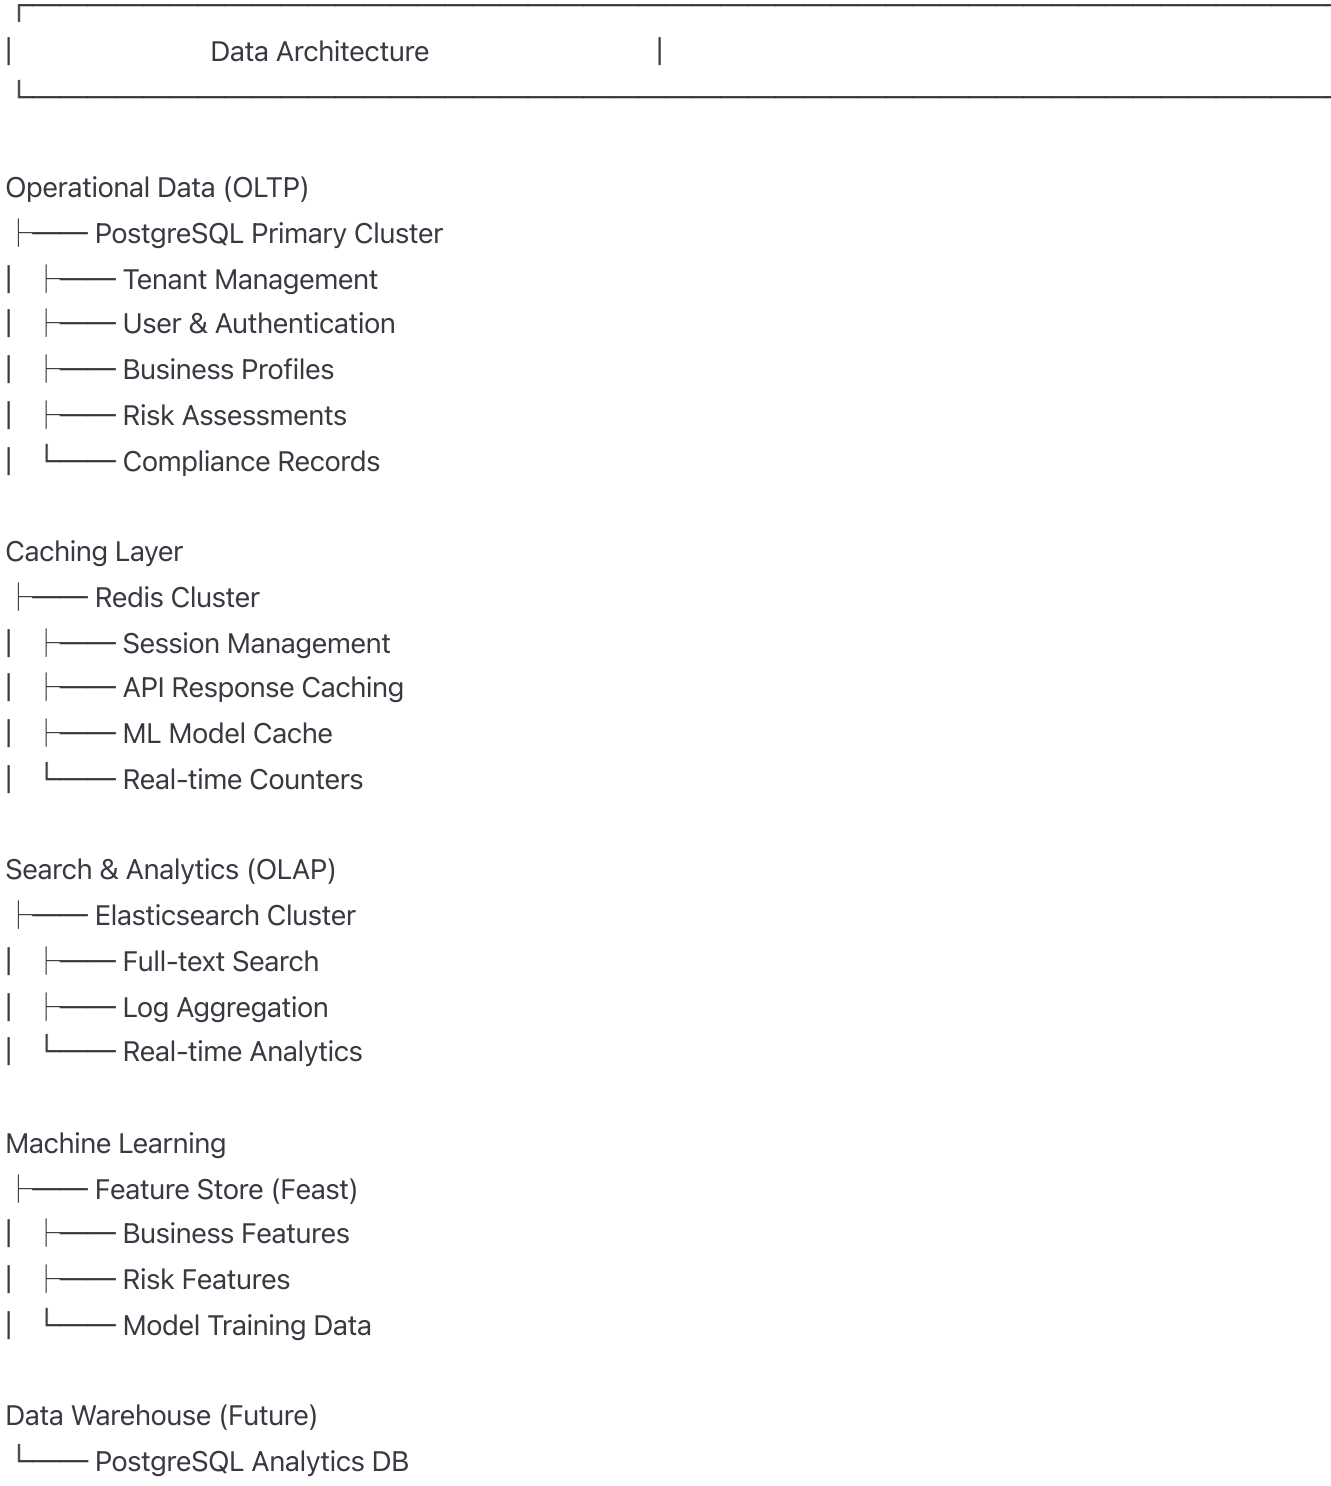 ┌────────────────────────────────────────────────
│ Data Architecture │
└────────────────────────────────────────────────
Operational Data (OLTP)
├── PostgreSQL Primary Cluster
│ ├── Tenant Management
│ ├── User & Authentication
│ ├── Business Profiles
│ ├── Risk Assessments
│ └── Compliance Records
Caching Layer
├── Redis Cluster
│ ├── Session Management
│ ├── API Response Caching
│ ├── ML Model Cache
│ └── Real-time Counters
Search & Analytics (OLAP)
├── Elasticsearch Cluster
│ ├── Full-text Search
│ ├── Log Aggregation
│ └── Real-time Analytics
Machine Learning
├── Feature Store (Feast)
│ ├── Business Features
│ ├── Risk Features
│ └── Model Training Data
Data Warehouse (Future)
└── PostgreSQL Analytics DB